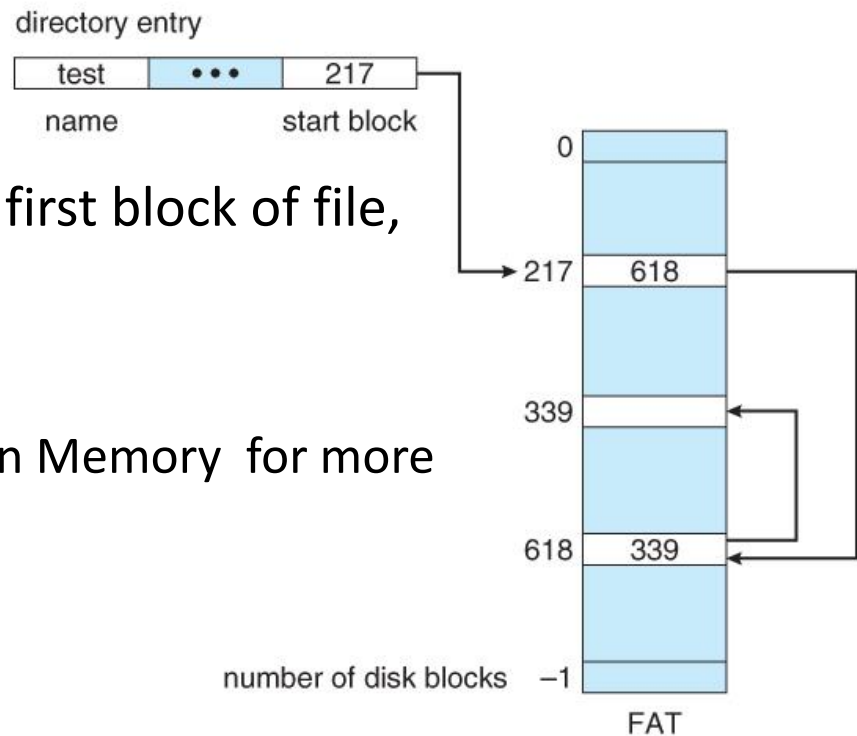 directory entry
test ••• 217
name start block
0
first block of file,
217 618
339
n Memory for more
618 339
number of disk blocks –1
FAT